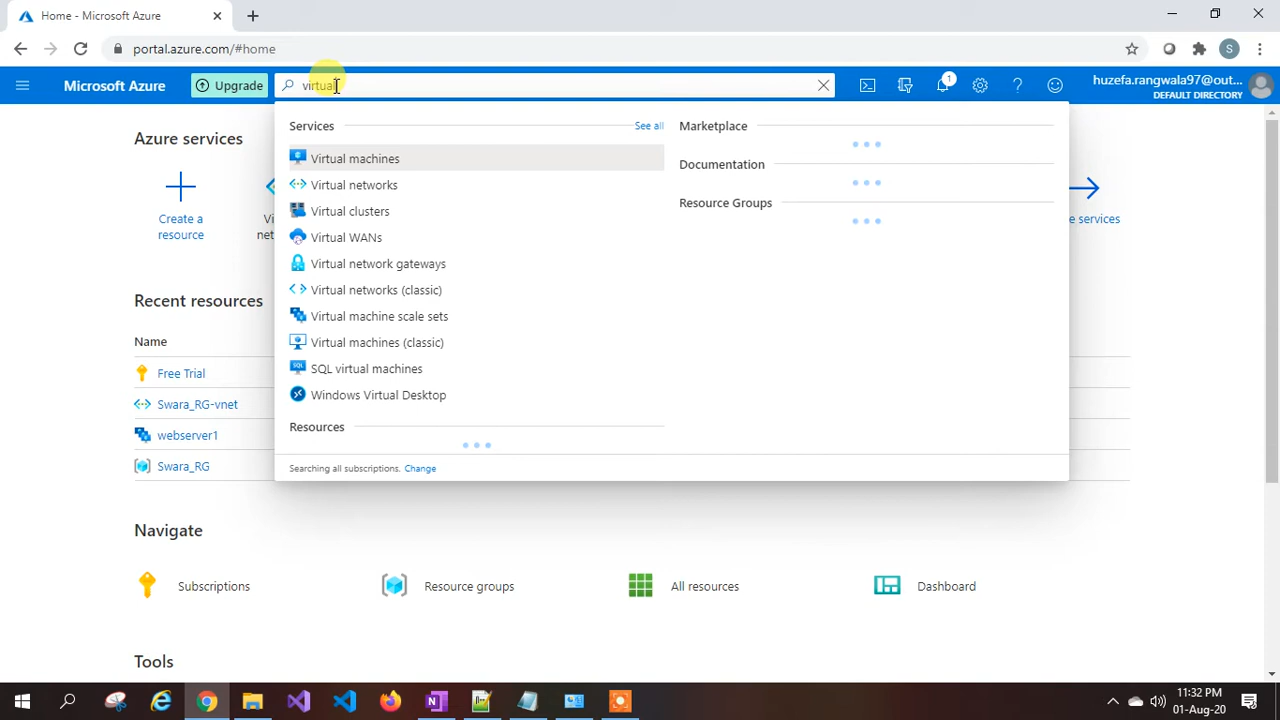 Home - Microsoft Azure
portal.azure.com/#home
S
Microsoft Azure
Upgrade
virtual
1
huzefa.rangwala97@out...
DEFAULT DIRECTORY
Azure services
Create a
resource
Vi
net
e services
Services
See all
Virtual machines
Virtual networks
Virtual clusters
Virtual WANs
Virtual network gateways
Virtual networks (classic)
Virtual machine scale sets
Virtual machines (classic)
SQL virtual machines
Windows Virtual Desktop
Resources
Searching all subscriptions. Change
Marketplace
Documentation
Resource Groups
Recent resources
Name
Free Trial
Swara_RG-vnet
webserver1
Swara_RG
Navigate
Subscriptions
Resource groups
All resources
Dashboard
Tools
11:32 PM
01-Aug-20